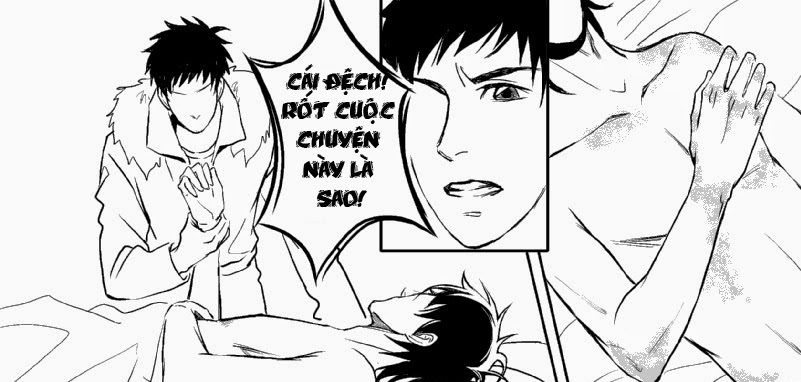 CÁI ĐỆCH!
RỐT CUỘC
CHUYỆN
NÀY LÀ
SAO!